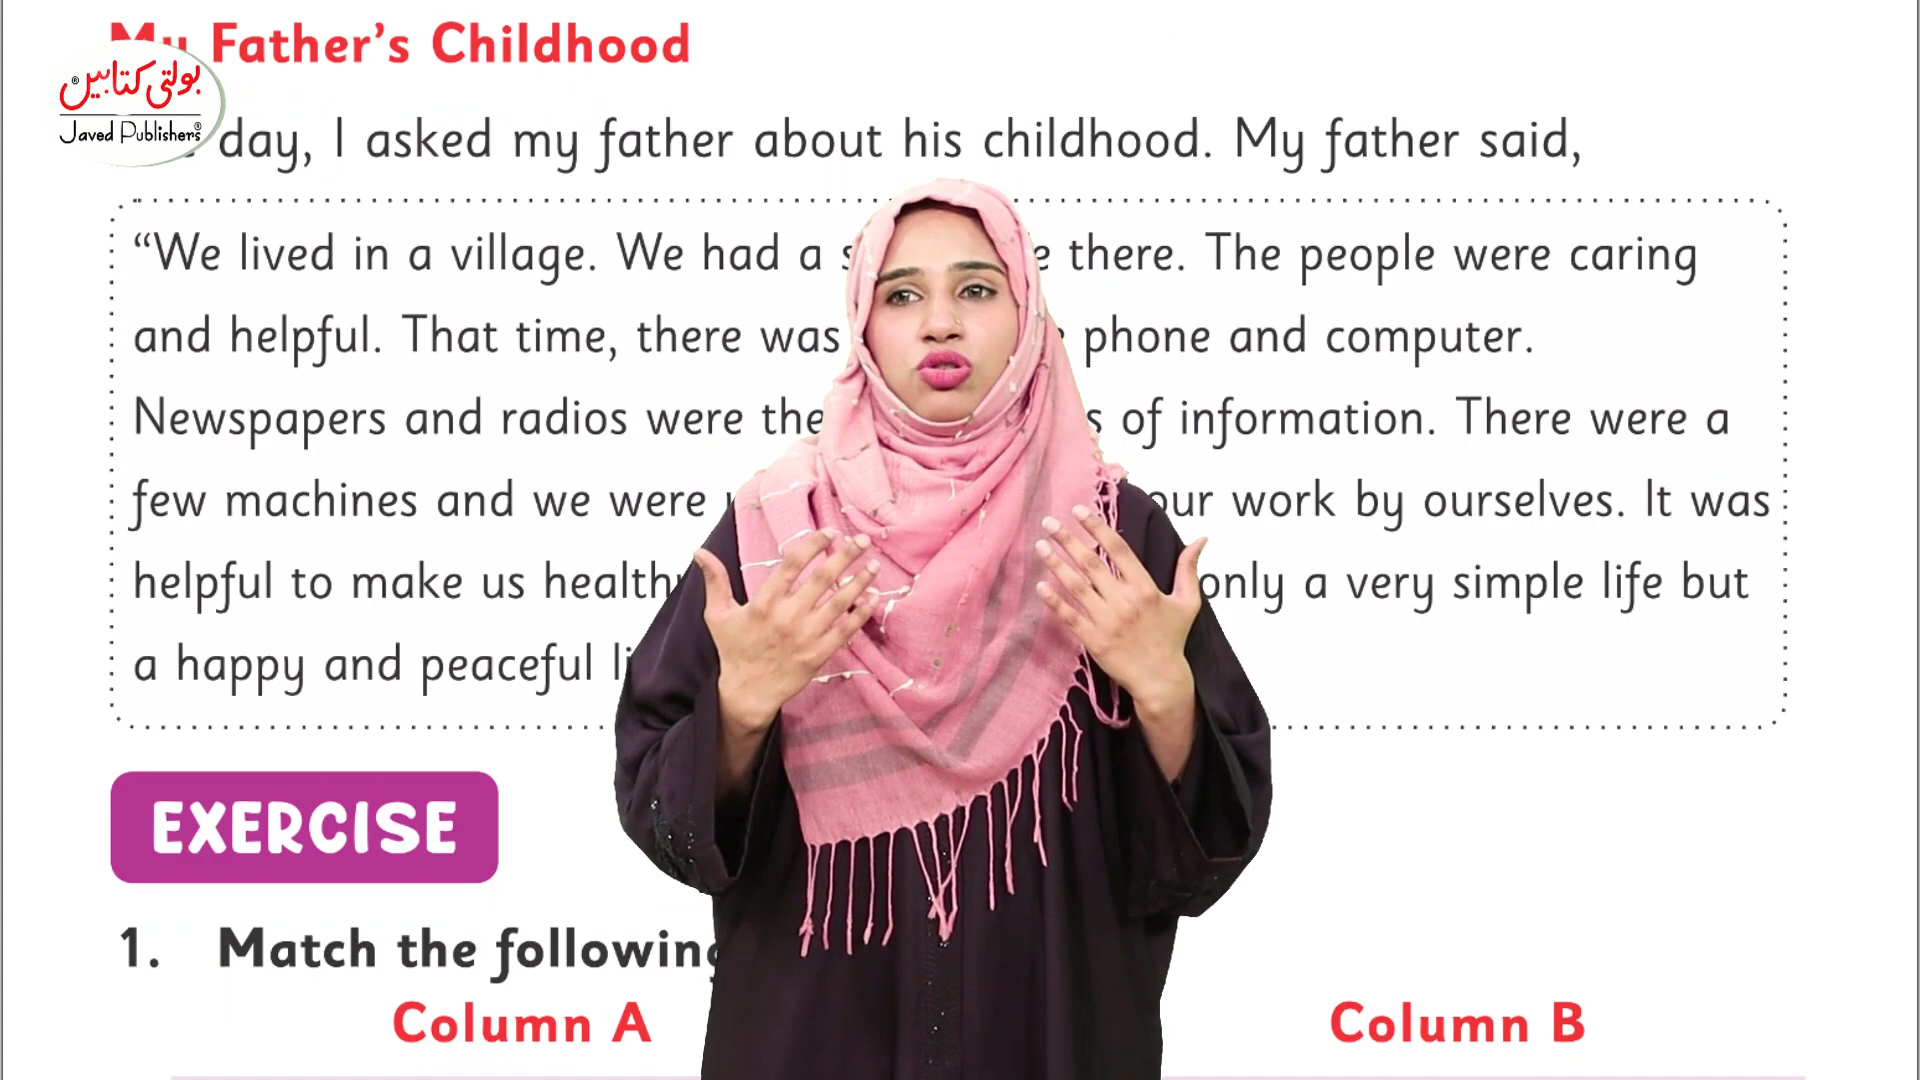 My Father's Childhood
بولتی کتابیں®
Javed Publishers®
day, I asked my father about his childhood. My father said,
“We lived in a village. We had a there. The people were caring
and helpful. That time, there was phone and computer.
Newspapers and radios were the of information. There were a
few machines and we were our work by ourselves. It was
helpful to make us healthy only a very simple life but
a happy and peaceful
EXERCISE
1. Match the following
Column A
Column B